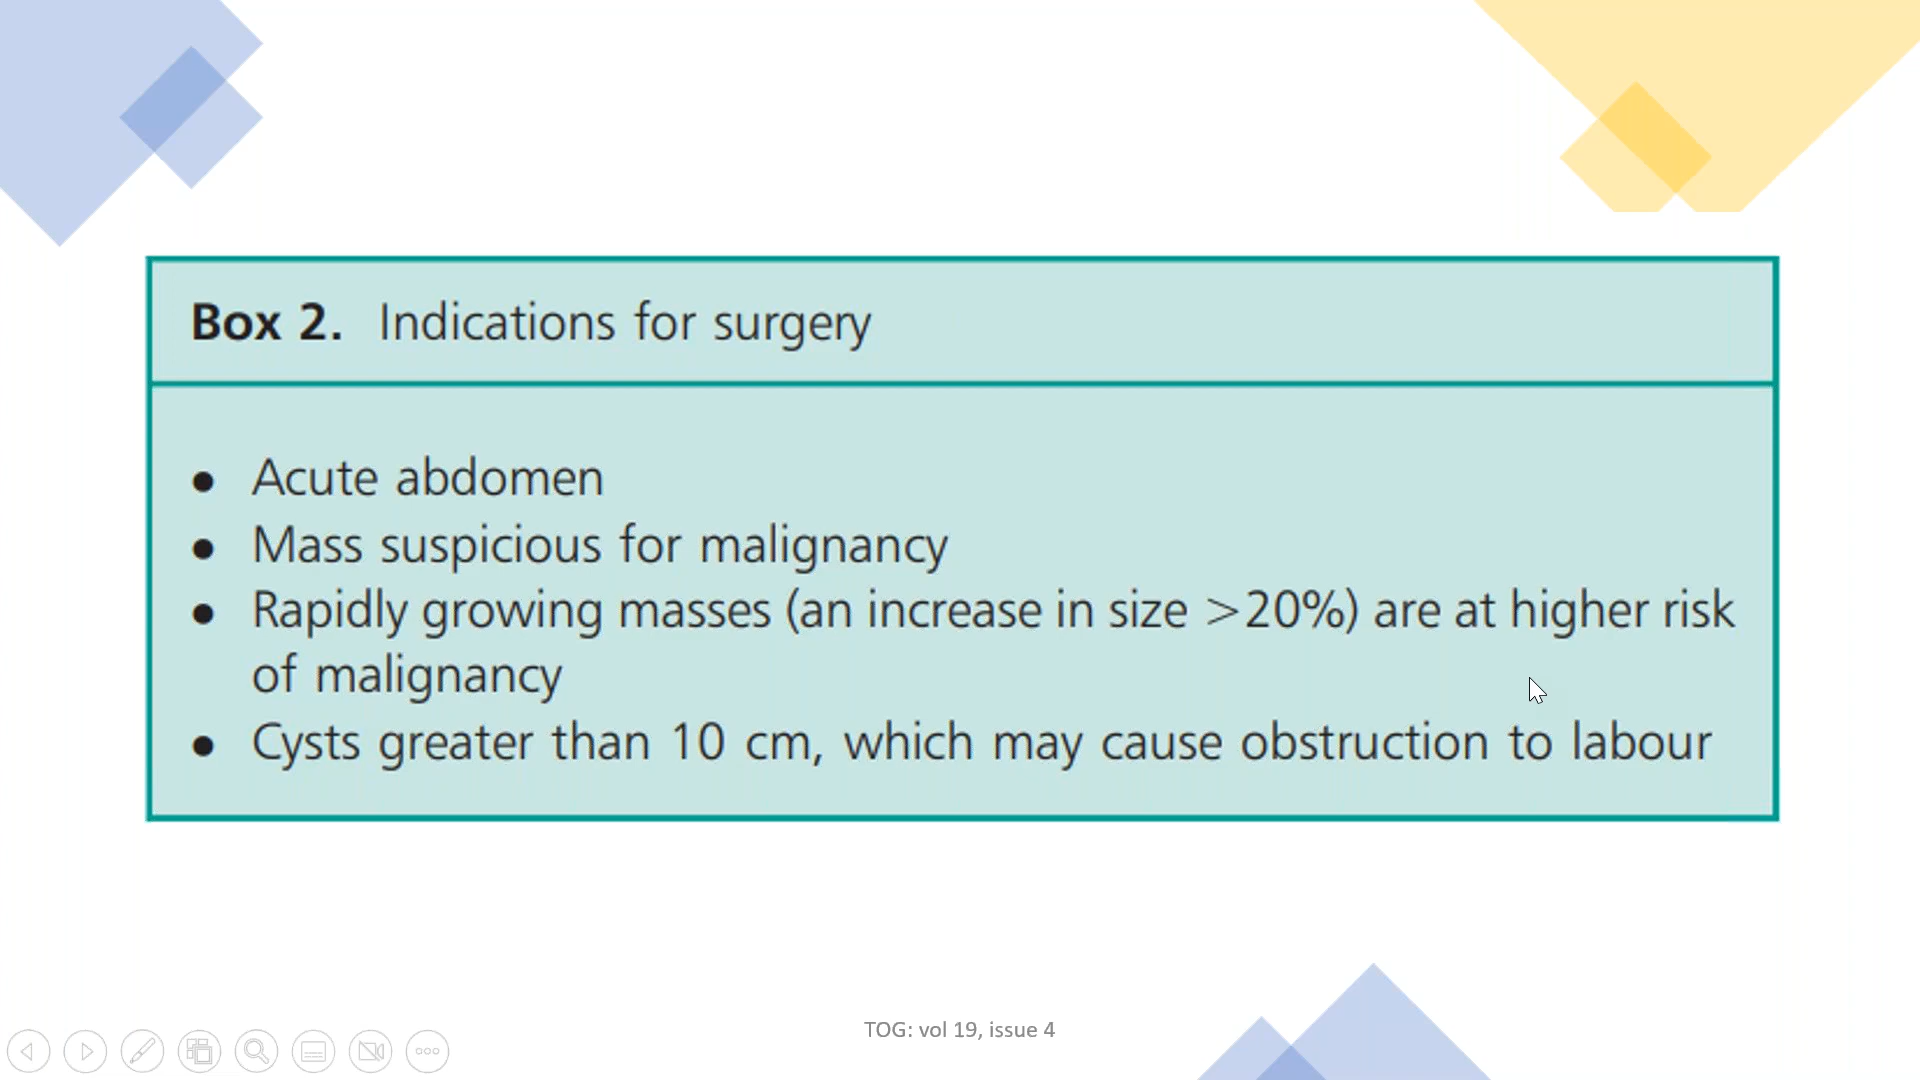 Box 2. Indications for surgery
● Acute abdomen
● Mass suspicious for malignancy
● Rapidly growing masses (an increase in size >20%) are at higher risk
of malignancy
● Cysts greater than 10 cm, which may cause obstruction to labour
TOG: vol 19, issue 4